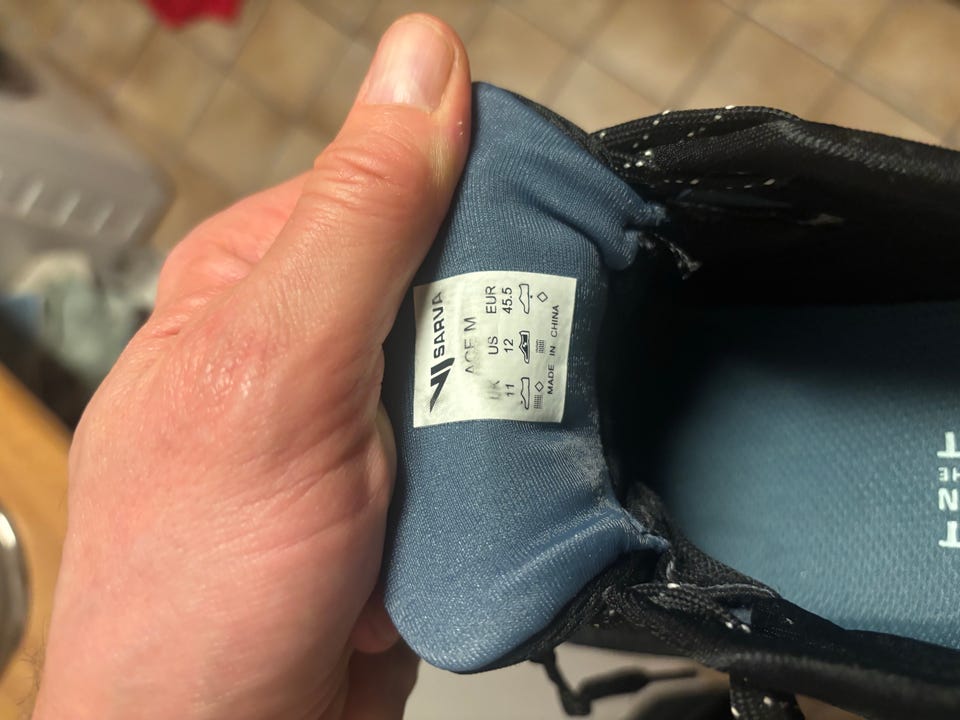 SARVA
ACE M
UK US EUR
11 12 45.5
MADE IN CHINA